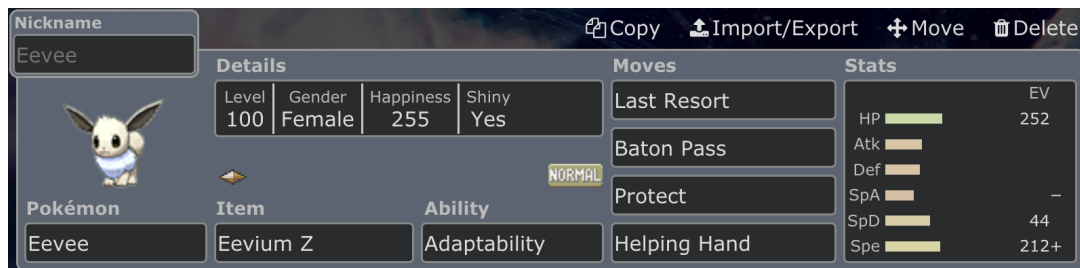 Nickname
Eevee
Copy Import/Export Move Delete
Details
Level Gender Happiness Shiny
100 Female 255 Yes
NORMAL
Pokémon Item Ability
Eevee Eevium Z Adaptability
Moves
Last Resort
Baton Pass
Protect
Helping Hand
Stats
EV
HP 252
Atk
Def
SpA –
SpD 44
Spe 212+